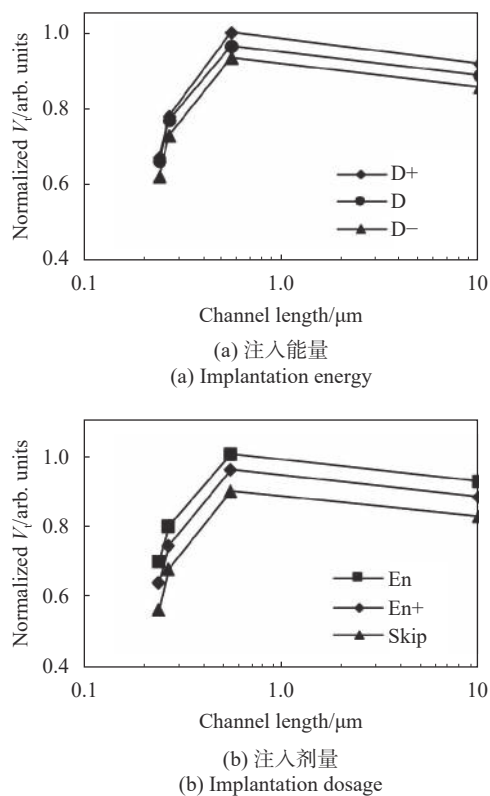 1.0
0.8
0.6
0.4
Normalized Vt/arb. units
D+
D
D−
0.1
1.0
10
Channel length/μm
(a) 注入能量
(a) Implantation energy
1.0
0.8
0.6
0.4
Normalized Vt/arb. units
En
En+
Skip
0.1
1.0
10
Channel length/μm
(b) 注入剂量
(b) Implantation dosage